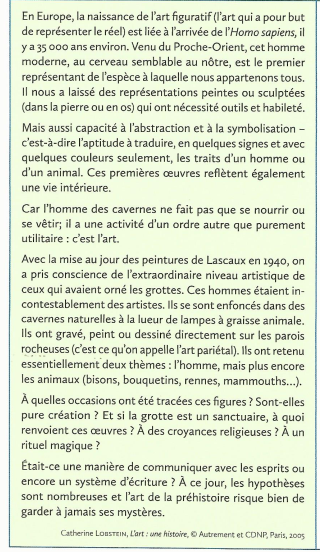 En Europe, la naissance de l'art figuratif (l'art qui a pour but
de représenter le réel) est liée à l'arrivée de l'Homo sapiens, il
y a 35 000 ans environ. Venu du Proche-Orient, cet homme
moderne, au cerveau semblable au nôtre, est le premier
représentant de l'espèce à laquelle nous appartenons tous.
Il nous a laissé des représentations peintes ou sculptées
(dans la pierre ou en os) qui ont nécessité outils et habileté.
Mais aussi capacité à l'abstraction et à la symbolisation –
c'est-à-dire l'aptitude à traduire, en quelques signes et avec
quelques couleurs seulement, les traits d'un homme ou
d'un animal. Ces premières œuvres reflètent également
une vie intérieure.
Car l'homme des cavernes ne fait pas que se nourrir ou
se vêtir; il a une activité d'un ordre autre que purement
utilitaire : c'est l'art.
Avec la mise au jour des peintures de Lascaux en 1940, on
a pris conscience de l'extraordinaire niveau artistique de
ceux qui avaient orné les grottes. Ces hommes étaient in-
contestablement des artistes. Ils se sont enfoncés dans des
cavernes naturelles à la lueur de lampes à graisse animale.
Ils ont gravé, peint ou dessiné directement sur les parois
rocheuses (c'est ce qu'on appelle l'art pariétal). Ils ont retenu
essentiellement deux thèmes : l'homme, mais plus encore
les animaux (bisons, bouquetins, rennes, mammouths…).
À quelles occasions ont été tracées ces figures ? Sont-elles
pure création ? Et si la grotte est un sanctuaire, à quoi
renvoient ces œuvres ? À des croyances religieuses ? À un
rituel magique ?
Était-ce une manière de communiquer avec les esprits ou
encore un système d'écriture ? À ce jour, les hypothèses
sont nombreuses et l'art de la préhistoire risque bien de
garder à jamais ses mystères.
Catherine LOBSTEIN, L'art : une histoire, © Autrement et CNDP, Paris, 2005